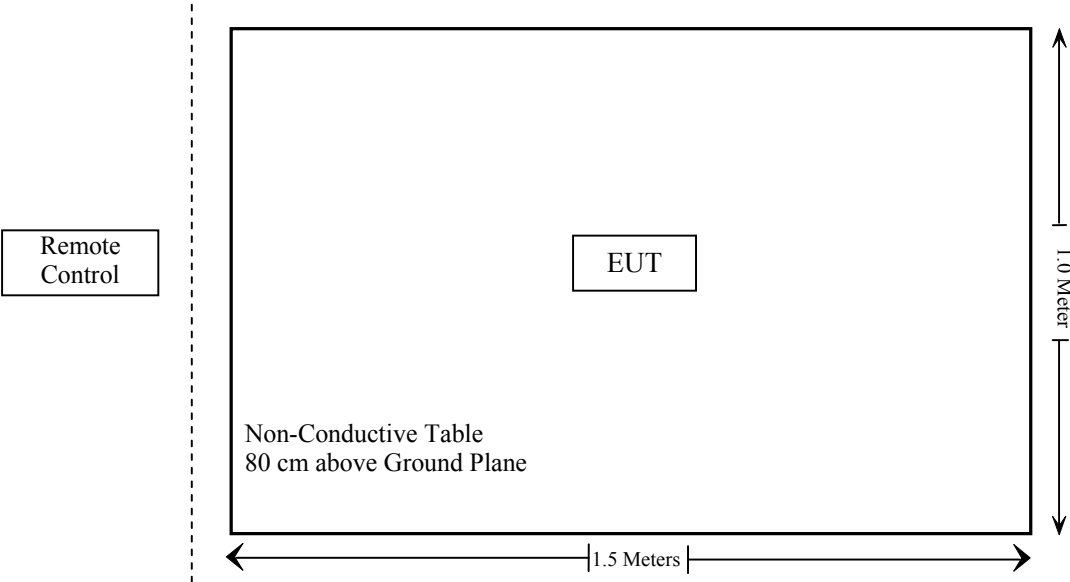 Remote
Control
EUT
1.0 Meter
Non-Conductive Table
80 cm above Ground Plane
1.5 Meters